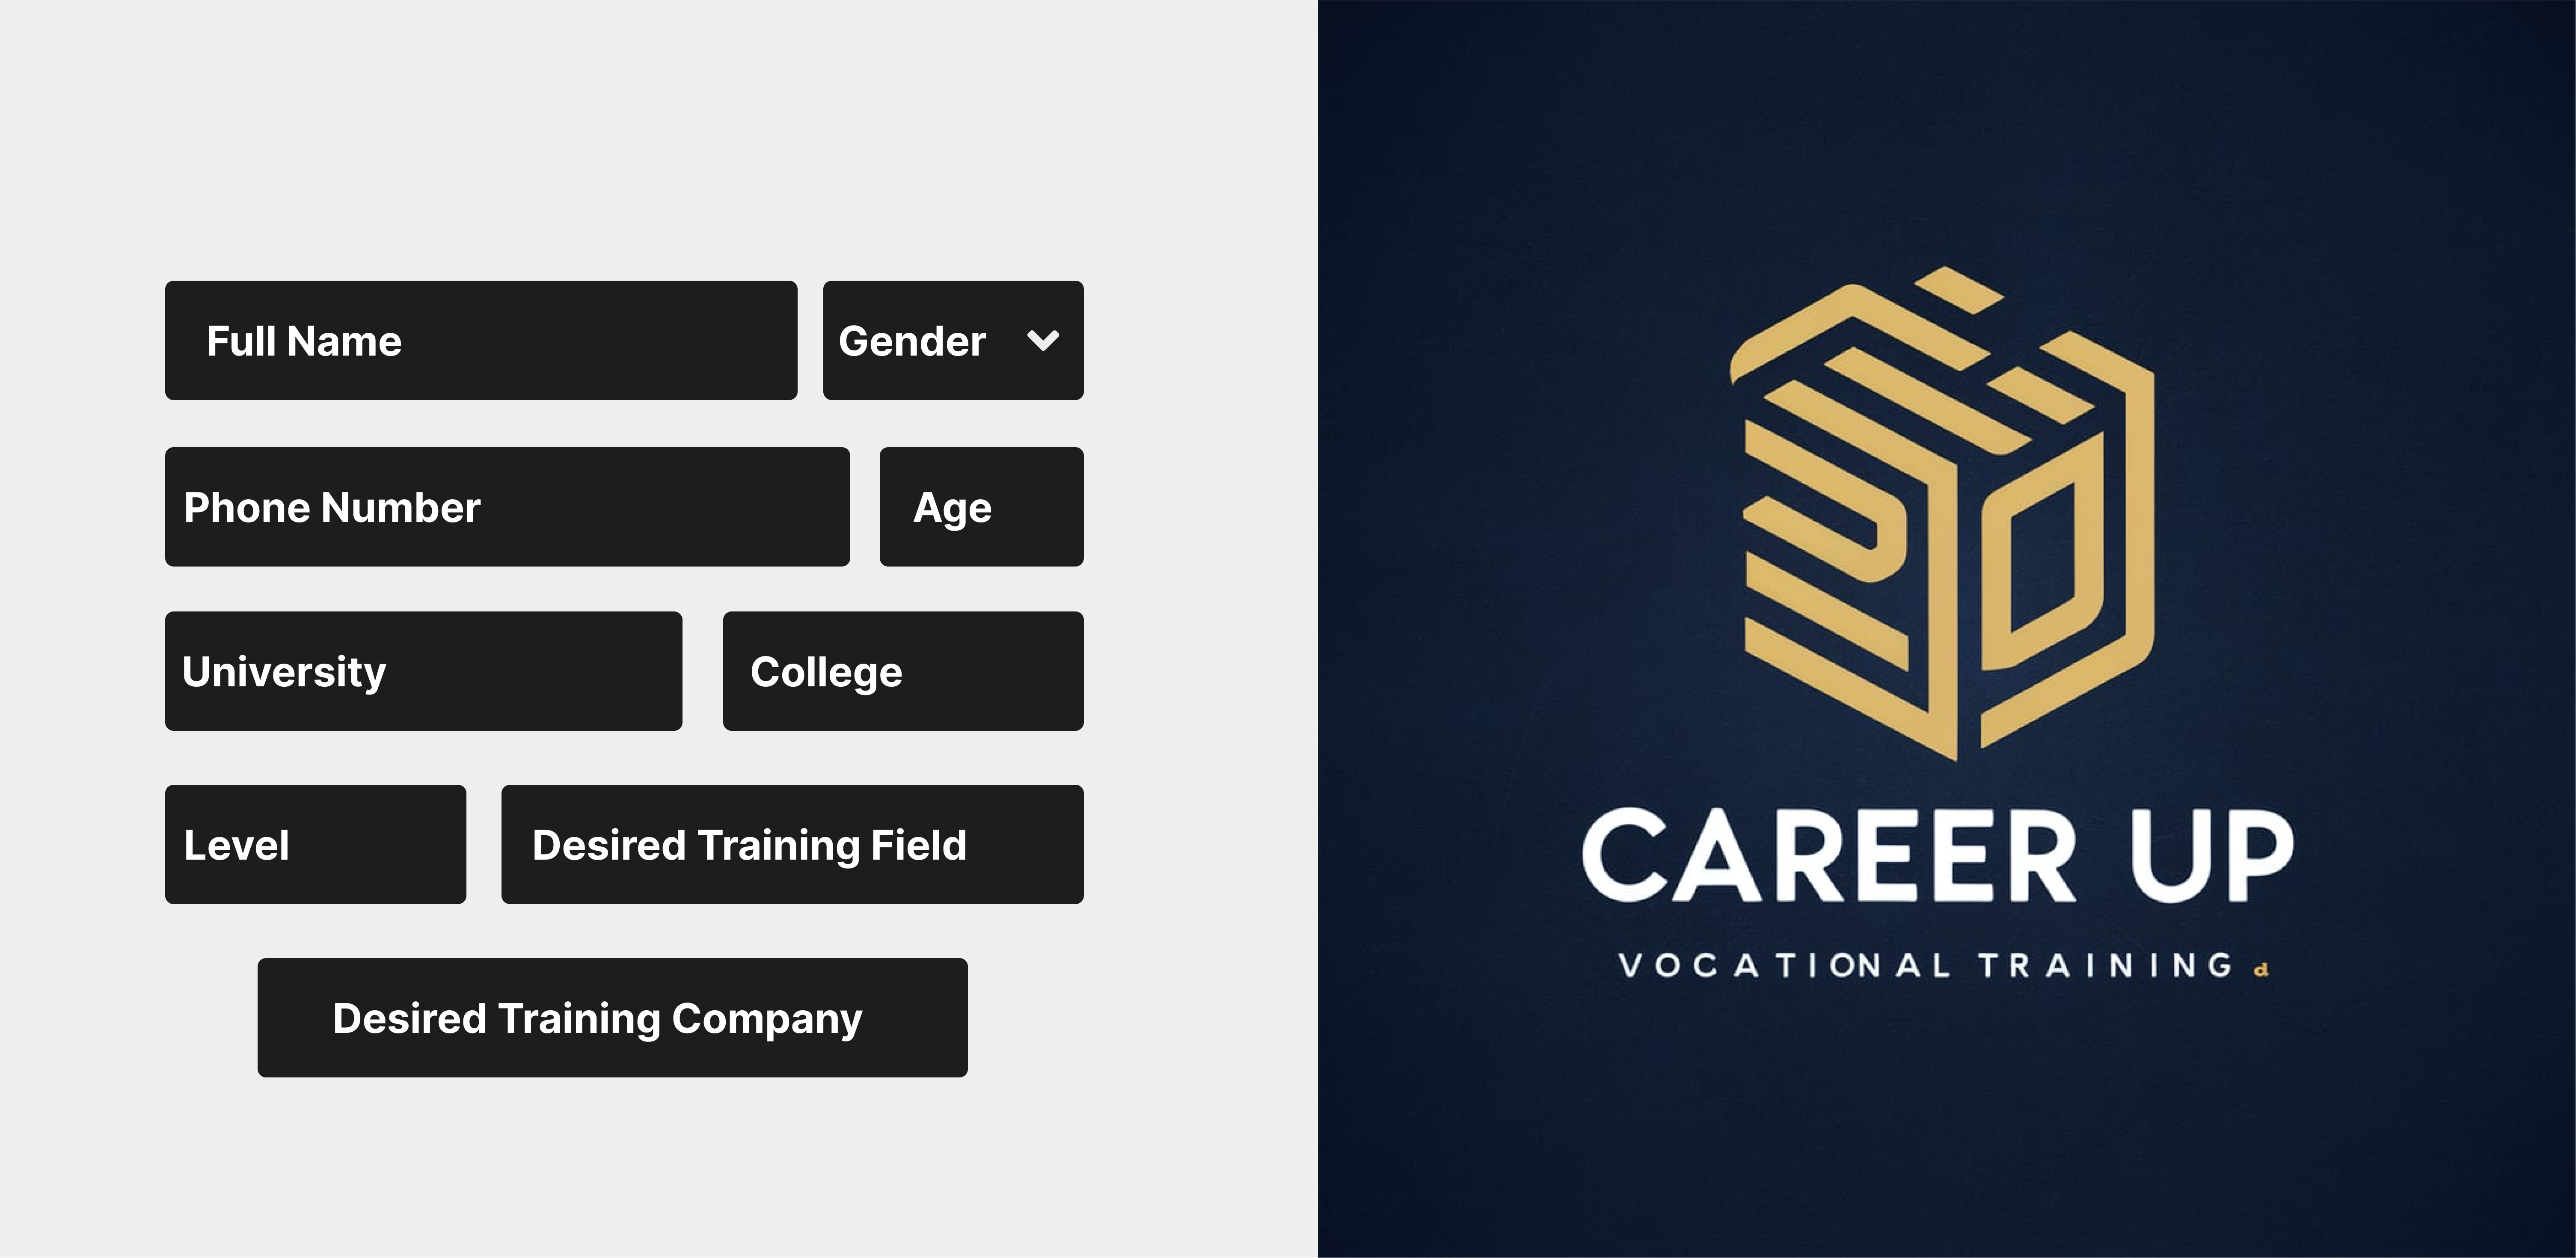 Full Name
Gender
Phone Number
Age
University
College
Level
Desired Training Field
Desired Training Company
CAREER UP
VOCATIONAL TRAINING d